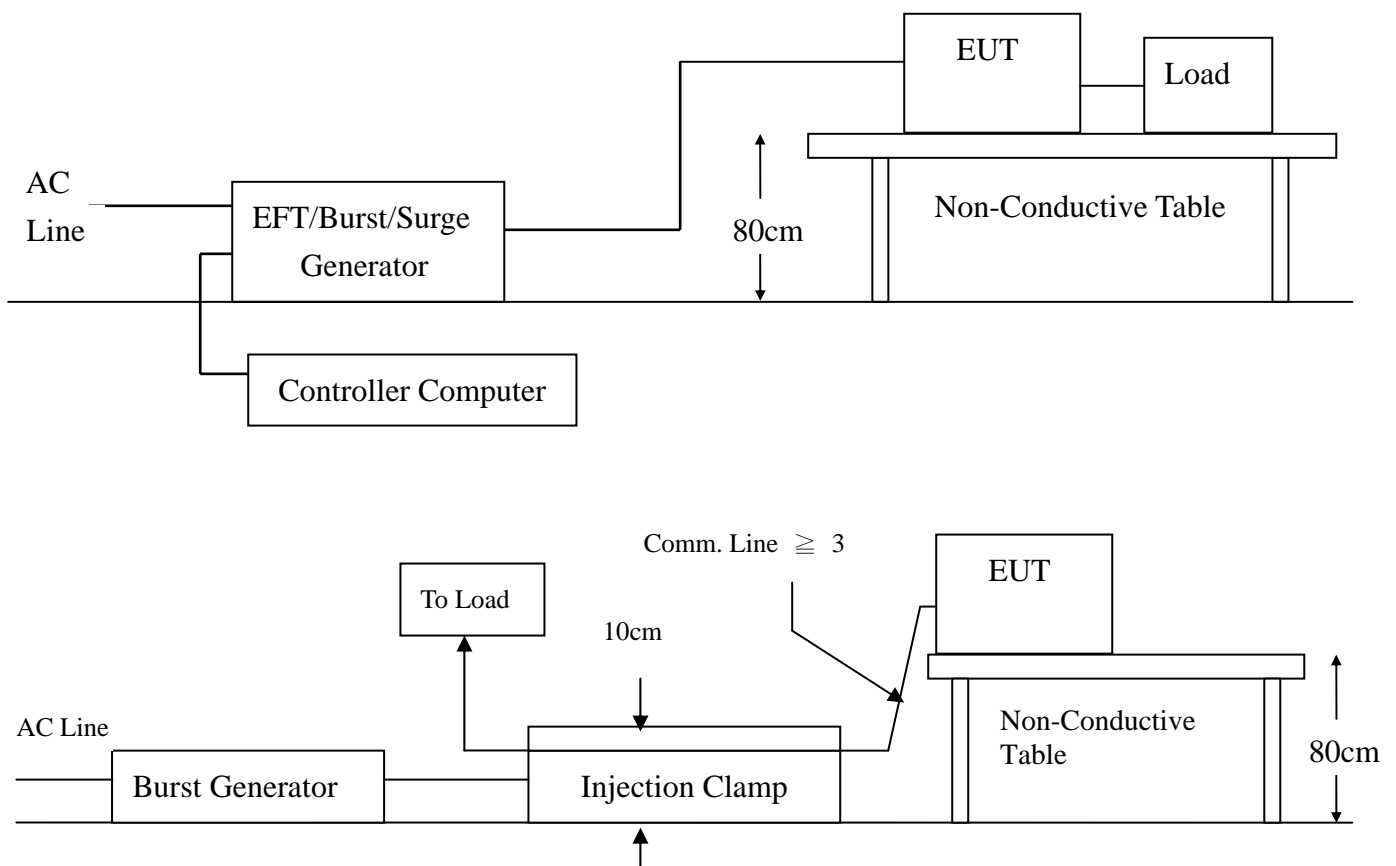 EUT
Load
AC
Line
EFT/Burst/Surge
Generator
80cm
Non-Conductive Table
Controller Computer
Comm. Line ≧ 3
EUT
To Load
10cm
AC Line
Burst Generator
Injection Clamp
Non-Conductive
Table
80cm